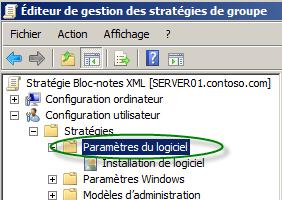 Éditeur de gestion des stratégies de groupe
Fichier Action Affichage ?
Stratégie Bloc-notes XML [SERVER01.contoso.com]
Configuration ordinateur
Configuration utilisateur
Stratégies
Paramètres du logiciel
Installation de logiciel
Paramètres Windows
Modèles d'administration